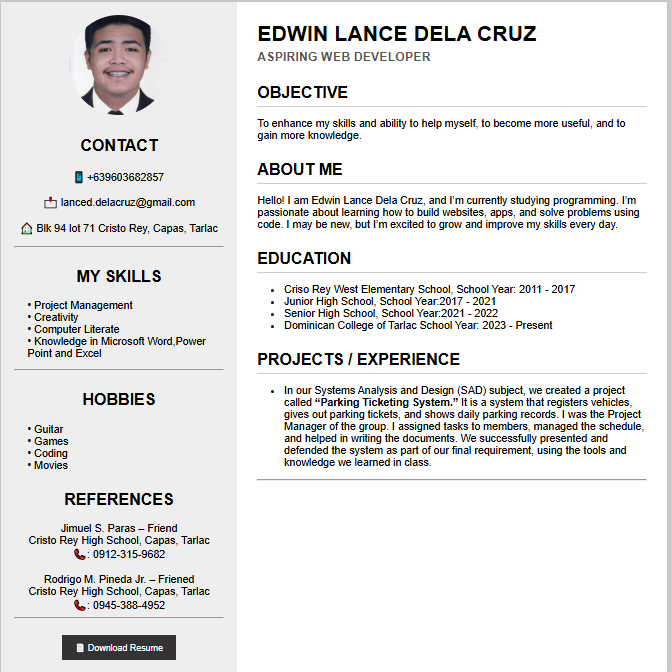 CONTACT
+639603682857
lanced.delacruz@gmail.com
Blk 94 lot 71 Cristo Rey, Capas, Tarlac
MY SKILLS
• Project Management
• Creativity
• Computer Literate
• Knowledge in Microsoft Word,Power
Point and Excel
HOBBIES
• Guitar
• Games
• Coding
• Movies
REFERENCES
Jimuel S. Paras – Friend
Cristo Rey High School, Capas, Tarlac
📞: 0912-315-9682
Rodrigo M. Pineda Jr. – Friened
Cristo Rey High School, Capas, Tarlac
📞: 0945-388-4952
Download Resume
EDWIN LANCE DELA CRUZ
ASPIRING WEB DEVELOPER
OBJECTIVE
To enhance my skills and ability to help myself, to become more useful, and to
gain more knowledge.
ABOUT ME
Hello! I am Edwin Lance Dela Cruz, and I'm currently studying programming. I'm
passionate about learning how to build websites, apps, and solve problems using
code. I may be new, but I'm excited to grow and improve my skills every day.
EDUCATION
• Criso Rey West Elementary School, School Year: 2011 - 2017
• Junior High School, School Year:2017 - 2021
• Senior High School, School Year:2021 - 2022
• Dominican College of Tarlac School Year: 2023 - Present
PROJECTS / EXPERIENCE
• In our Systems Analysis and Design (SAD) subject, we created a project
called “Parking Ticketing System.” It is a system that registers vehicles,
gives out parking tickets, and shows daily parking records. I was the Project
Manager of the group. I assigned tasks to members, managed the schedule,
and helped in writing the documents. We successfully presented and
defended the system as part of our final requirement, using the tools and
knowledge we learned in class.